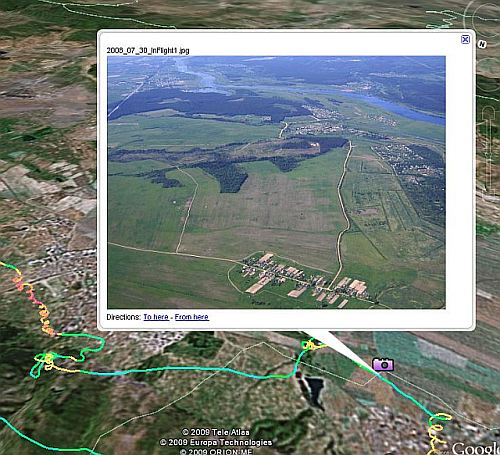 N
2008_07_30_InFlight1.jpg
Directions: To here - From here
© 2009 Tele Atlas
© 2009 Europa Technologies
© 2009 ORION-ME
Google